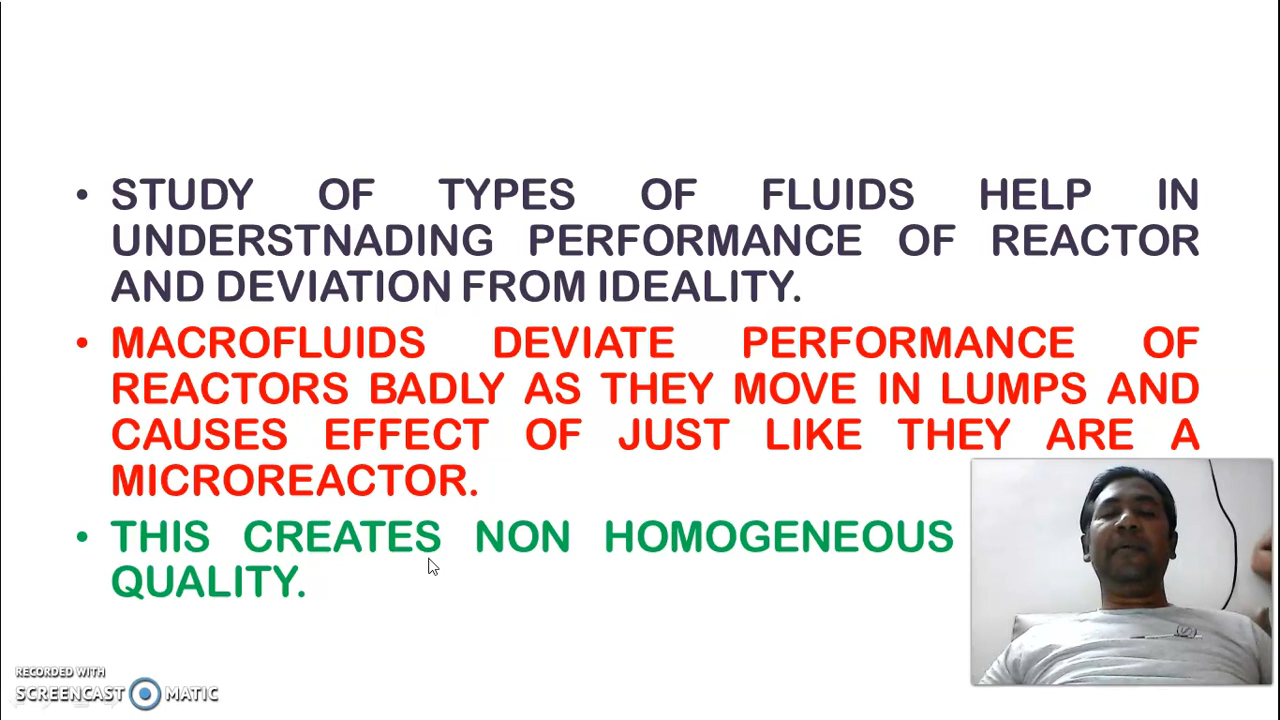 • STUDY OF TYPES OF FLUIDS HELP IN
UNDERSTNADING PERFORMANCE OF REACTOR
AND DEVIATION FROM IDEALITY.
• MACROFLUIDS DEVIATE PERFORMANCE OF
REACTORS BADLY AS THEY MOVE IN LUMPS AND
CAUSES EFFECT OF JUST LIKE THEY ARE A
MICROREACTOR.
• THIS CREATES NON HOMOGENEOUS
QUALITY.
RECORDED WITH
SCREENCAST MATIC